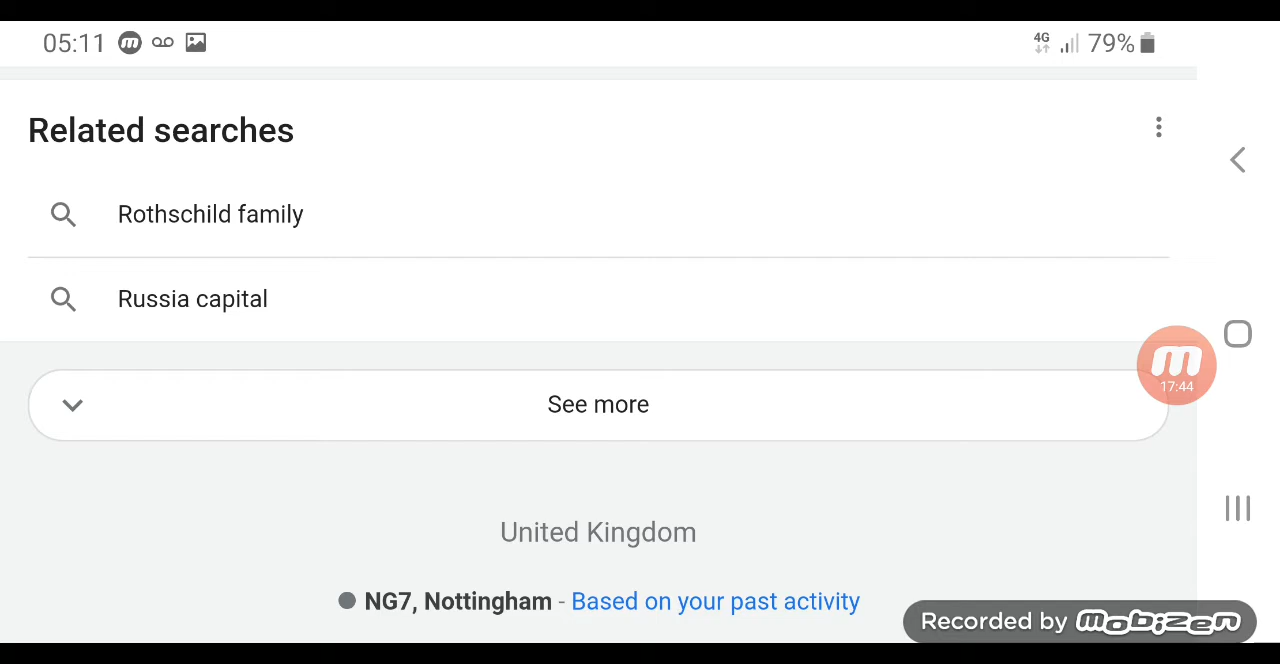 05:11 m 4G 79%
Related searches
Rothschild family
Russia capital
m
17:44
See more
United Kingdom
NG7, Nottingham - Based on your past activity
Recorded by mobizen